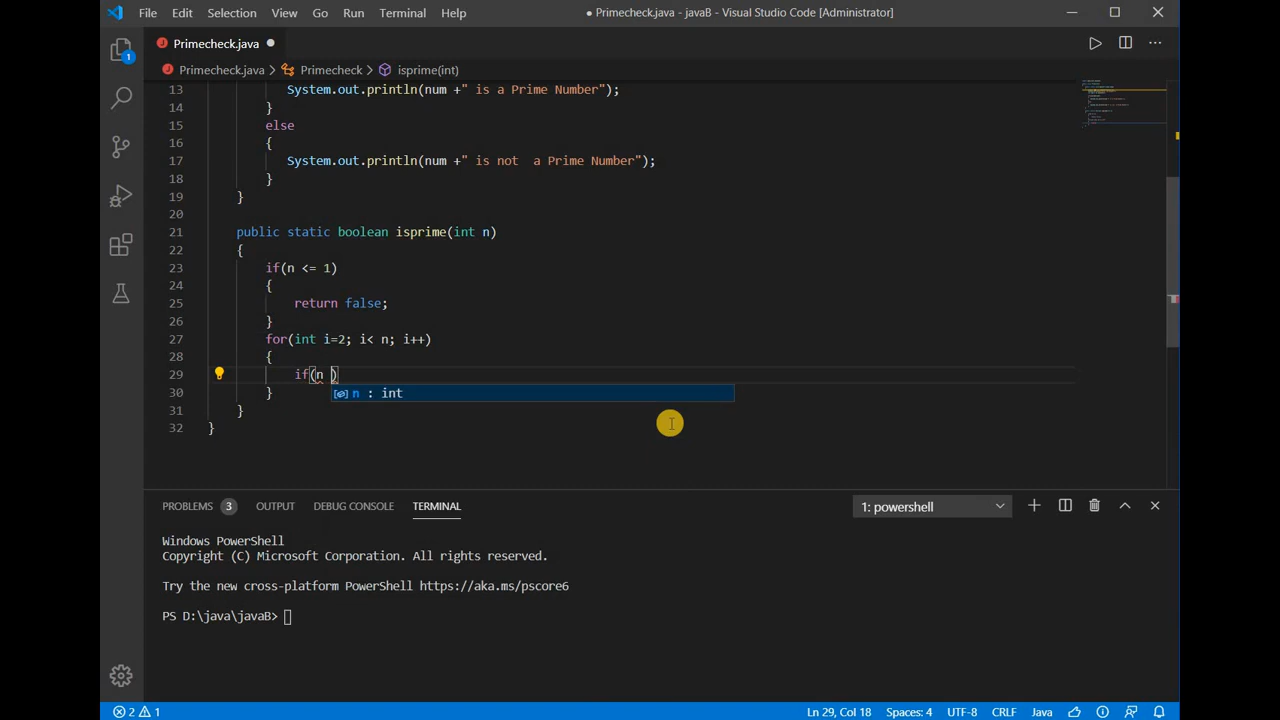 File Edit Selection View Go Run Terminal Help ● Primecheck.java - javaB - Visual Studio Code [Administrator]
Primecheck.java ●
Primecheck.java > Primecheck > isprime(int)
1
13 System.out.println(num +" is a Prime Number");
14 }
15 else
16 {
17 System.out.println(num +" is not  a Prime Number");
18 }
19 }
20
21 public static boolean isprime(int n)
22 {
23 if(n <= 1)
24 {
25 return false;
26 }
27 for(int i=2; i< n; i++)
28 {
29 if(n )
n : int
30 }
31 }
32 }
PROBLEMS 3 OUTPUT DEBUG CONSOLE TERMINAL 1: powershell
Windows PowerShell
Copyright (C) Microsoft Corporation. All rights reserved.
Try the new cross-platform PowerShell https://aka.ms/pscore6
PS D:\java\javaB>
2 1 Ln 29, Col 18 Spaces: 4 UTF-8 CRLF Java